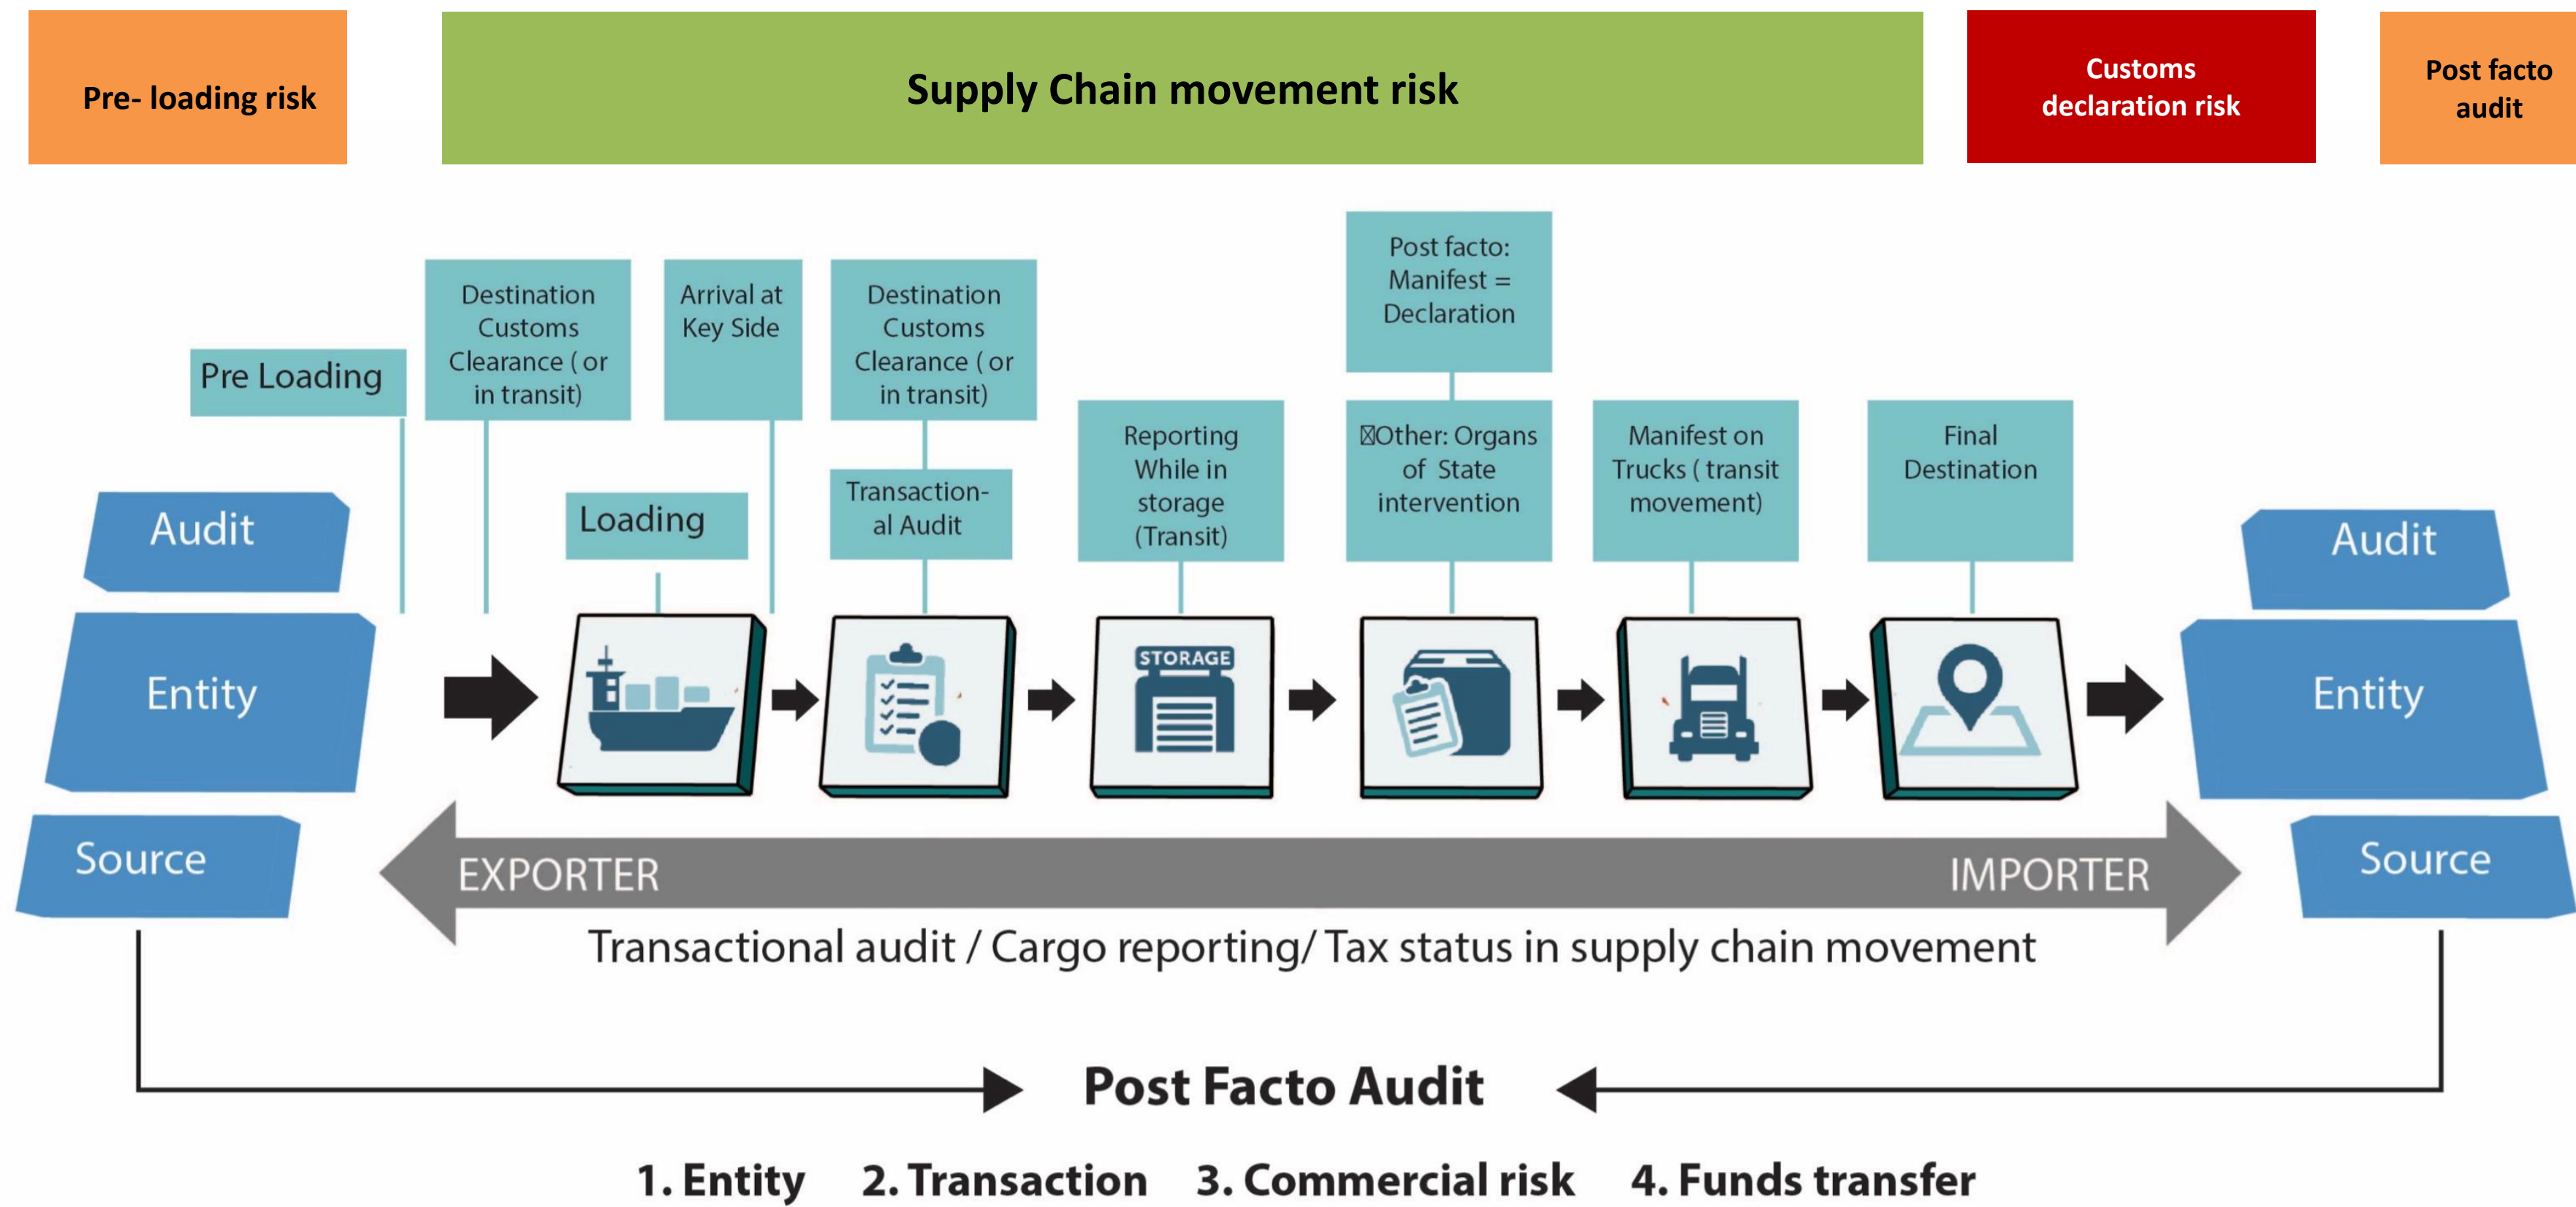 Pre- loading risk
Supply Chain movement risk
Customs
declaration risk
Post facto
audit
Pre Loading
Destination
Customs
Clearance ( or
in transit)
Arrival at
Key Side
Loading
Destination
Customs
Clearance ( or
in transit)
Transaction-
al Audit
Reporting
While in
storage
(Transit)
Post facto:
Manifest =
Declaration
Other: Organs
of State
intervention
Manifest on
Trucks ( transit
movement)
Final
Destination
Audit
Entity
Source
STORAGE
Audit
Entity
Source
EXPORTER
IMPORTER
Transactional audit / Cargo reporting/ Tax status in supply chain movement
Post Facto Audit
1. Entity 2. Transaction 3. Commercial risk 4. Funds transfer